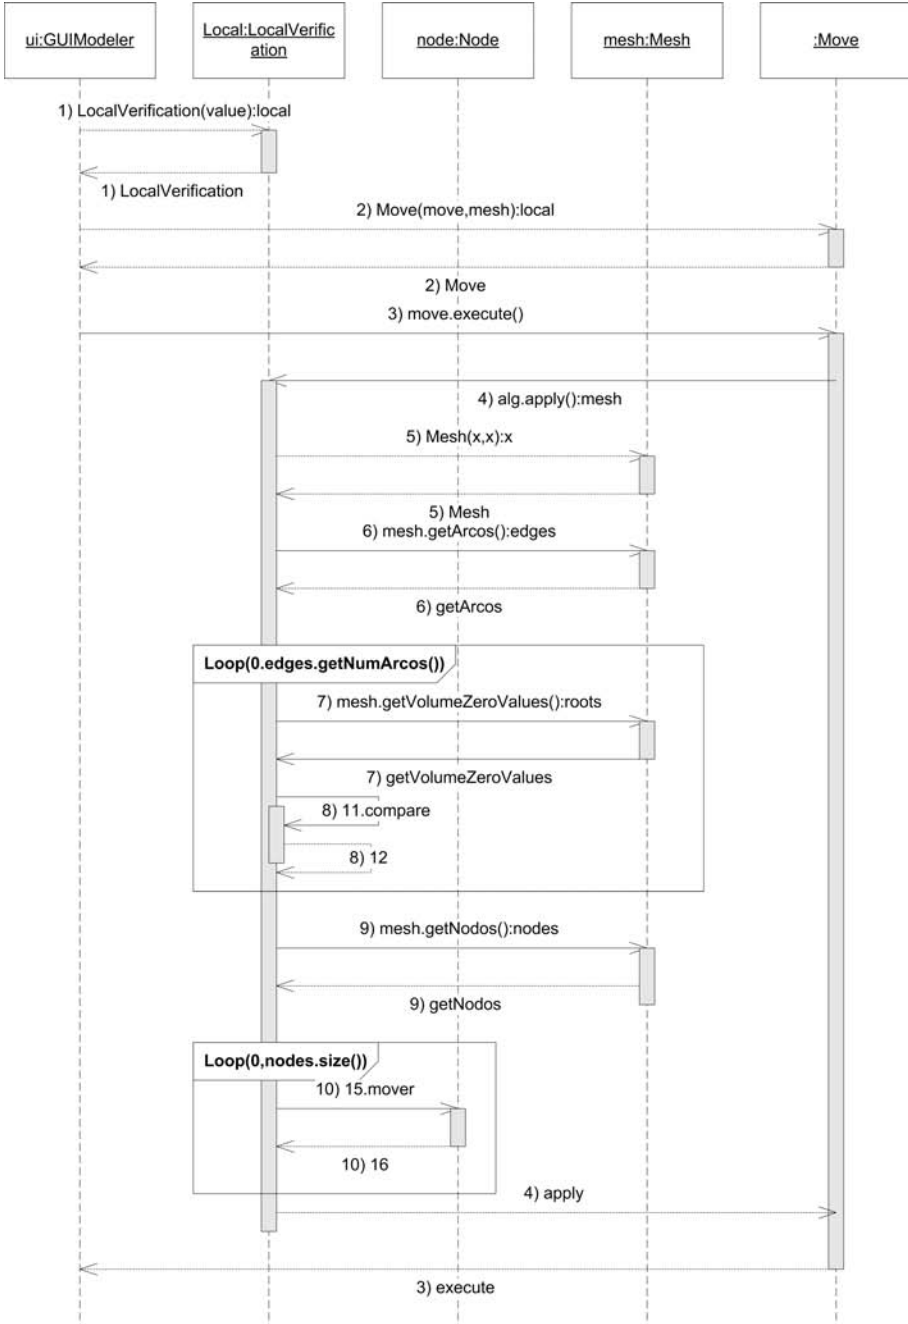 ui:GUIModeler
Local:LocalVerific
ation
node:Node
mesh:Mesh
:Move
1) LocalVerification(value):local
1) LocalVerification
2) Move(move,mesh):local
2) Move
3) move.execute()
4) alg.apply():mesh
5) Mesh(x,x):x
5) Mesh
6) mesh.getArcos():edges
6) getArcos
Loop(0.edges.getNumArcos())
7) mesh.getVolumeZeroValues():roots
7) getVolumeZeroValues
8) 11.compare
8) 12
9) mesh.getNodos():nodes
9) getNodos
Loop(0,nodes.size())
10) 15.mover
10) 16
4) apply
3) execute